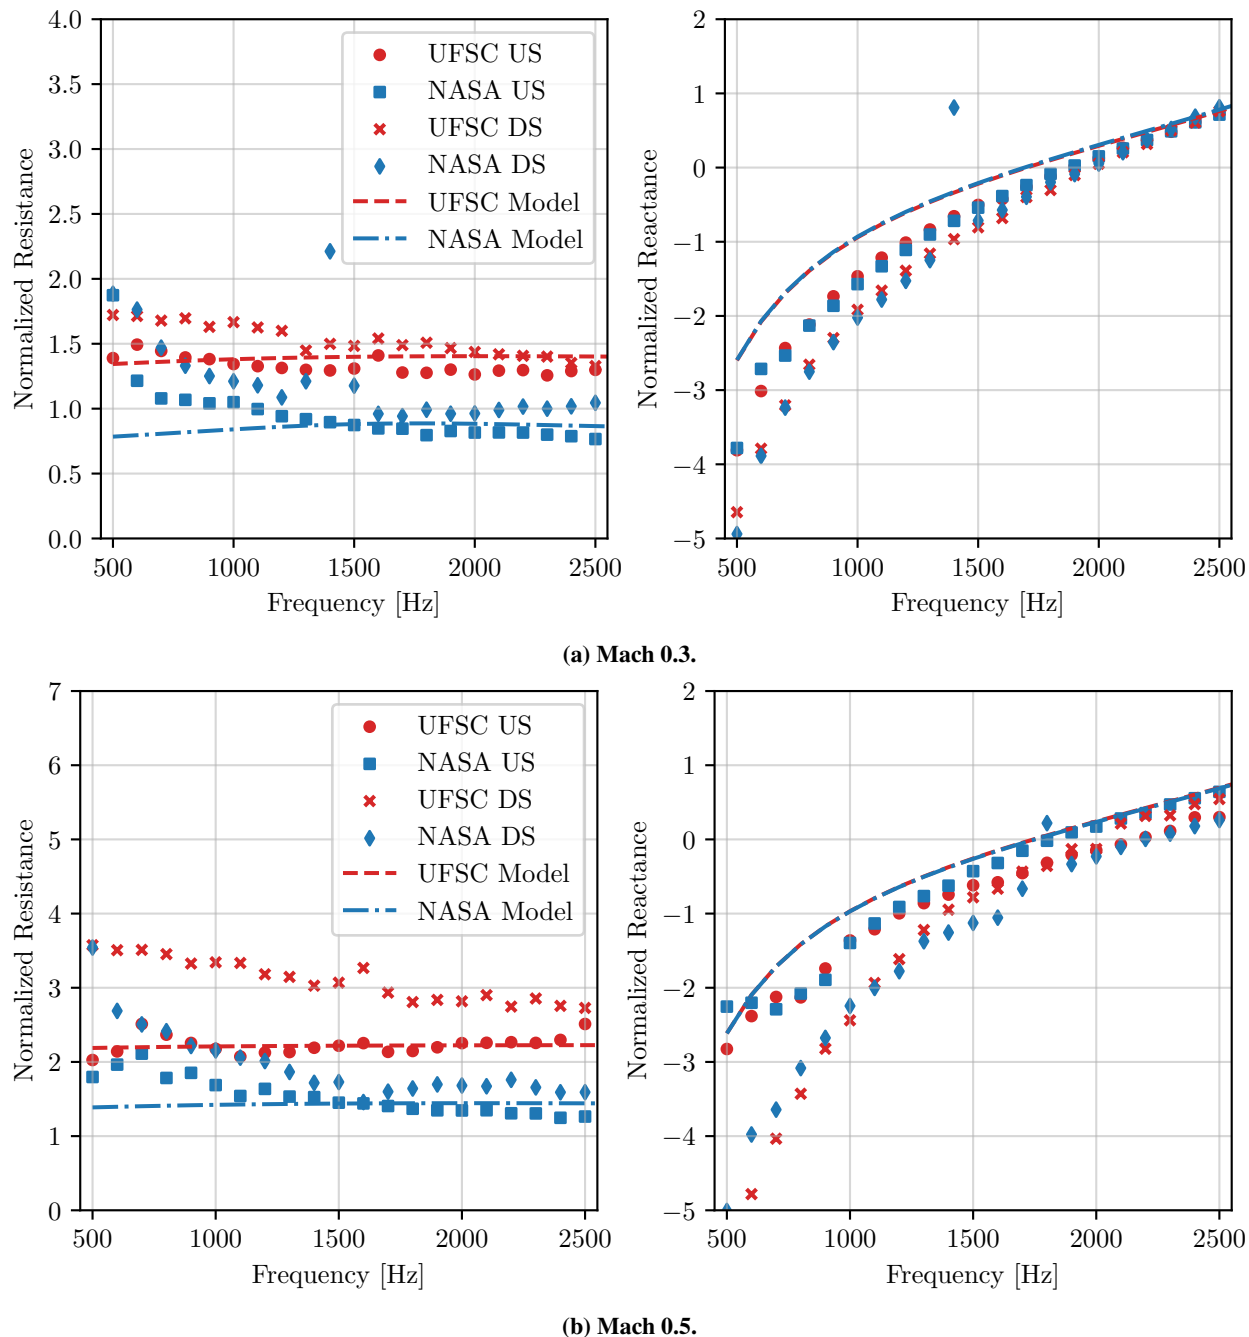 4.0
3.5
3.0
2.5
2.0
1.5
1.0
0.5
0.0
Normalized Resistance
UFSC US
NASA US
UFSC DS
NASA DS
UFSC Model
NASA Model
500 1000 1500 2000 2500
Frequency [Hz]
2
1
0
−1
−2
−3
−4
−5
Normalized Reactance
500 1000 1500 2000 2500
Frequency [Hz]
(a) Mach 0.3.
7
6
5
4
3
2
1
0
Normalized Resistance
UFSC US
NASA US
UFSC DS
NASA DS
UFSC Model
NASA Model
500 1000 1500 2000 2500
Frequency [Hz]
2
1
0
−1
−2
−3
−4
−5
Normalized Reactance
500 1000 1500 2000 2500
Frequency [Hz]
(b) Mach 0.5.